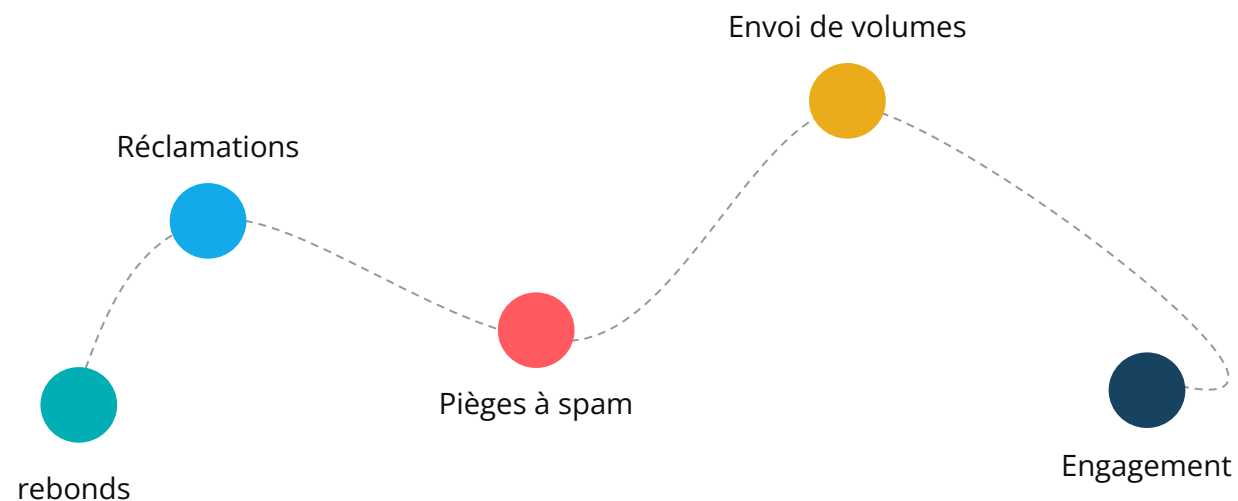 Envoi de volumes
Réclamations
Pièges à spam
Engagement
rebonds